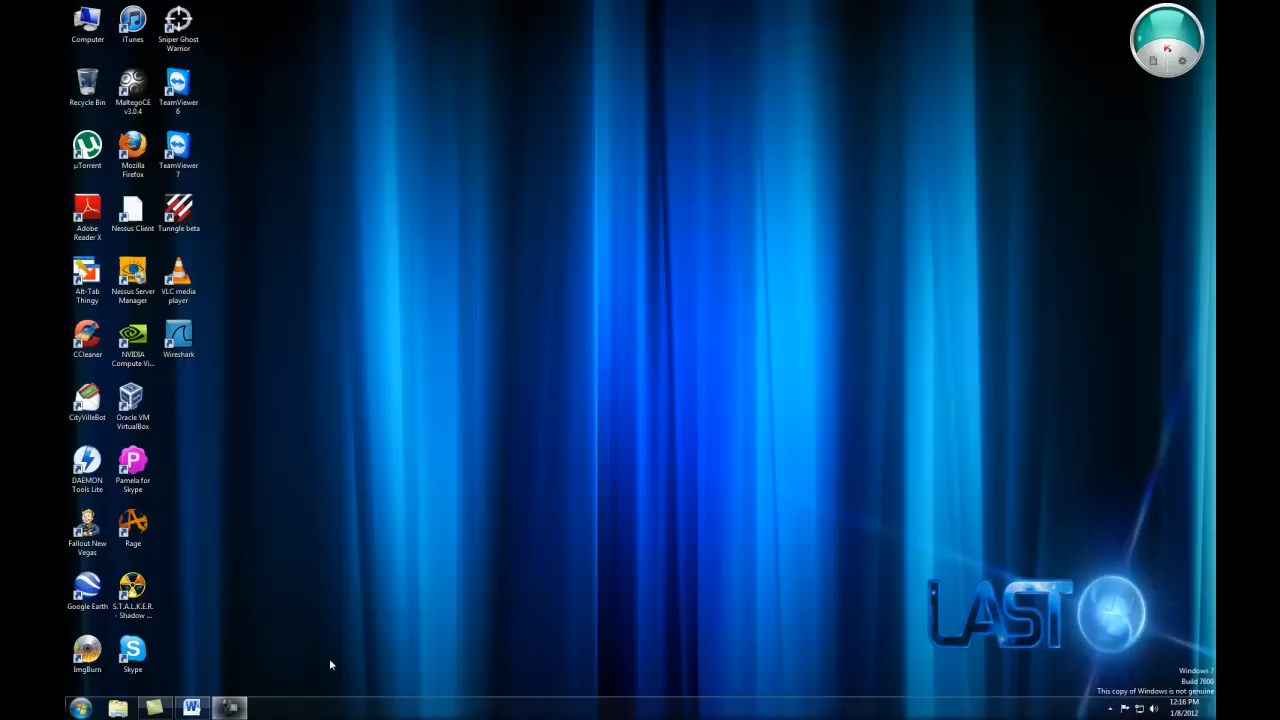 Computer
iTunes
Sniper Ghost
Warrior
Recycle Bin
MaltegoCE
v3.0.4
TeamViewer
6
µTorrent
Mozilla
Firefox
TeamViewer
7
Adobe
Reader X
Nessus Client
Tunngle beta
Alt-Tab
Thingy
Nessus Server
Manager
VLC media
player
CCleaner
NVIDIA
Compute Vi...
Wireshark
CityVilleBot
Oracle VM
VirtualBox
DAEMON
Tools Lite
Pamela for
Skype
Fallout New
Vegas
Rage
Google Earth
S.T.A.L.K.E.R.
- Shadow ...
ImgBurn
Skype
LAST
Windows 7
Build 7600
This copy of Windows is not genuine
12:16 PM
1/8/2012